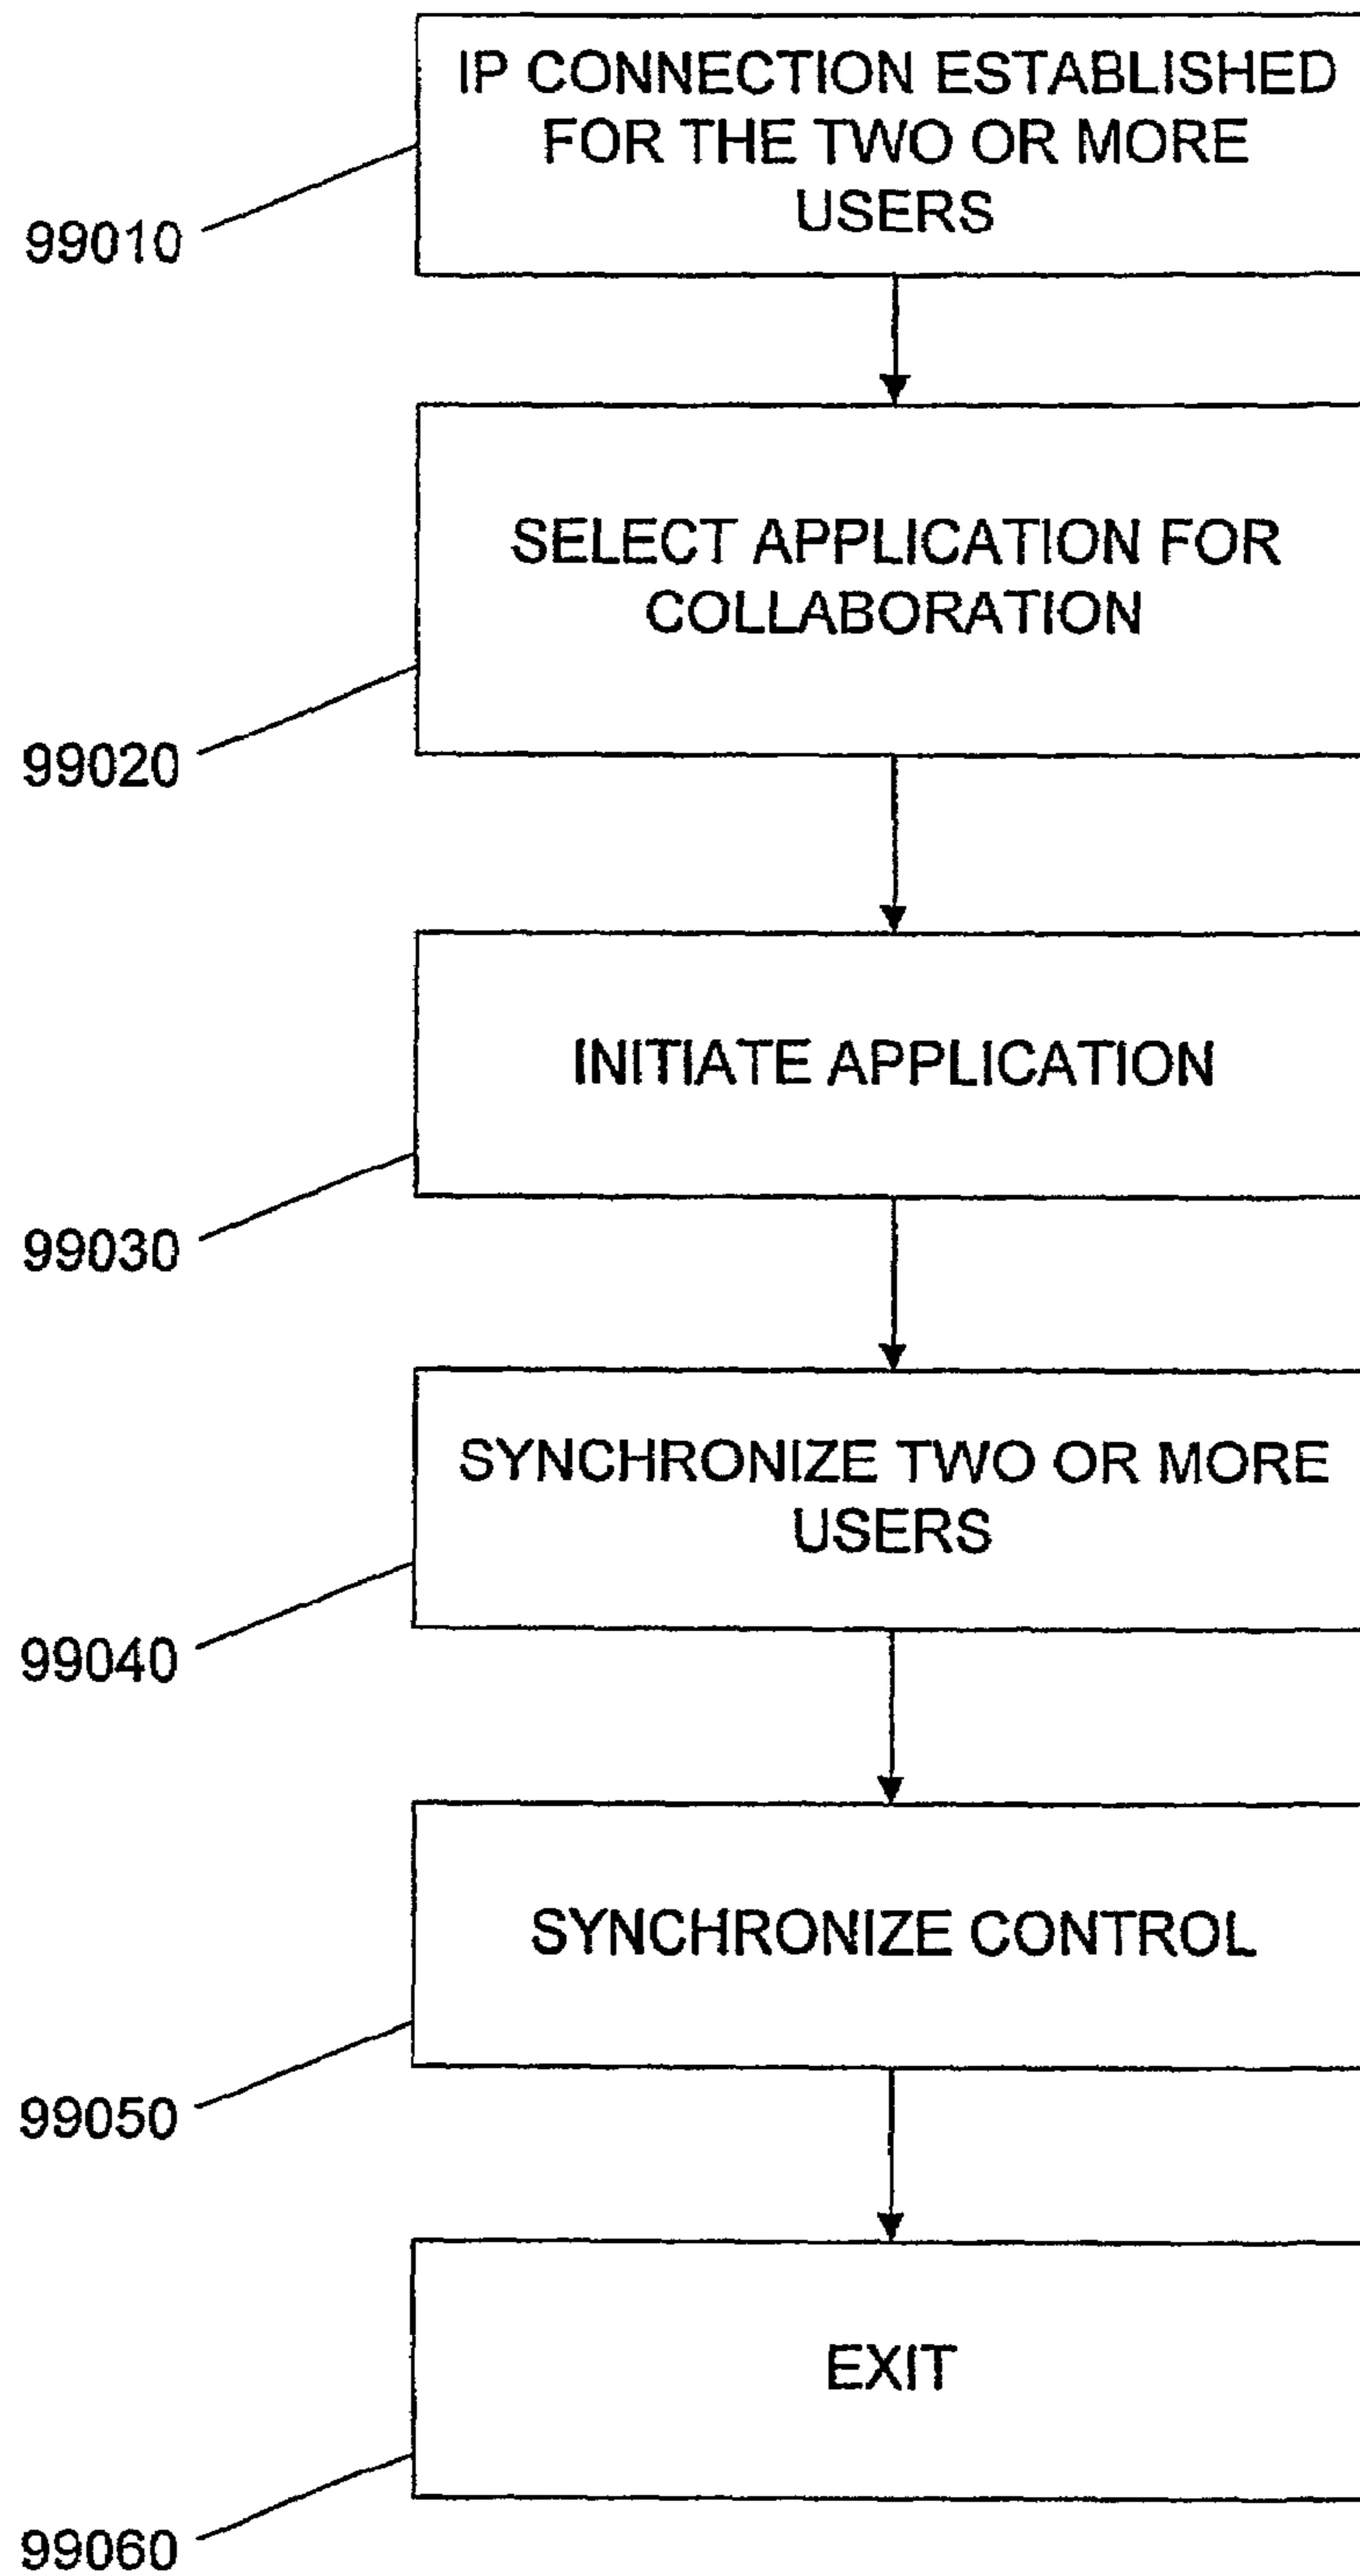 IP CONNECTION ESTABLISHED
FOR THE TWO OR MORE
USERS
99010
SELECT APPLICATION FOR
COLLABORATION
99020
INITIATE APPLICATION
99030
SYNCHRONIZE TWO OR MORE
USERS
99040
SYNCHRONIZE CONTROL
99050
EXIT
99060